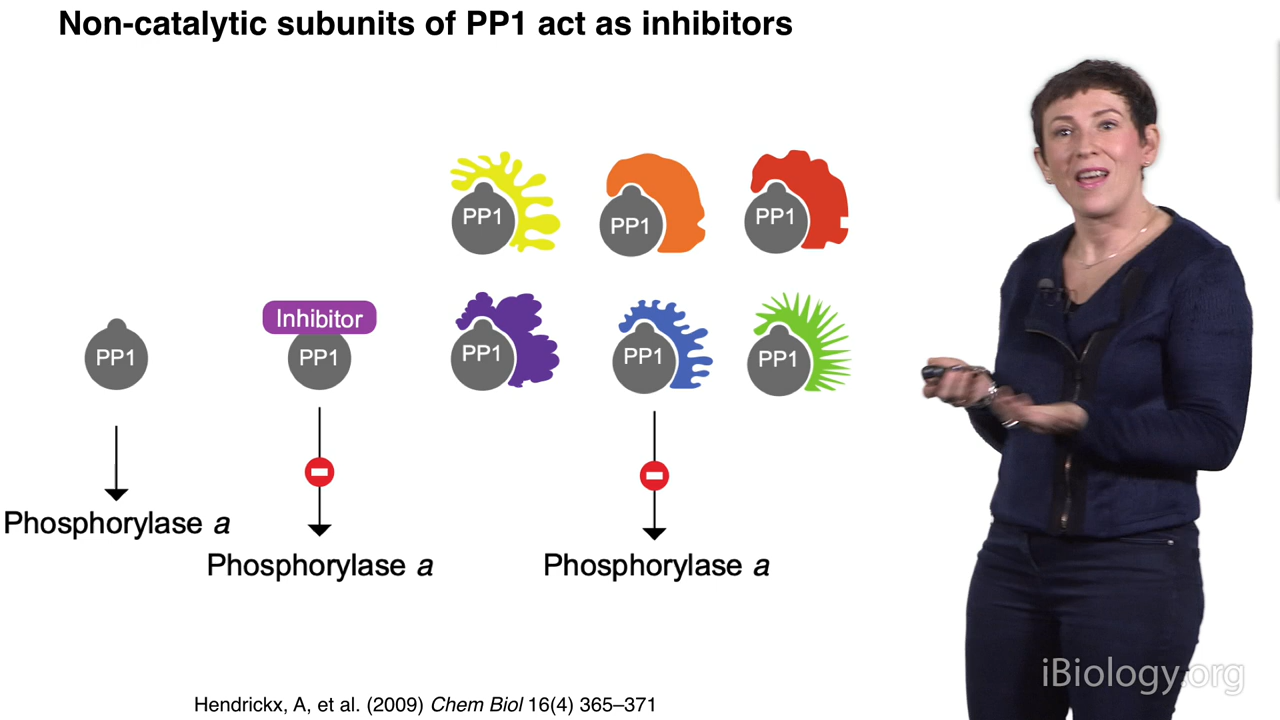 Non-catalytic subunits of PP1 act as inhibitors
PP1
PP1
PP1
Inhibitor
PP1
PP1
PP1
PP1
PP1
Phosphorylase a
Phosphorylase a
Phosphorylase a
iBiology.org
Hendrickx, A, et al. (2009) Chem Biol 16(4) 365–371